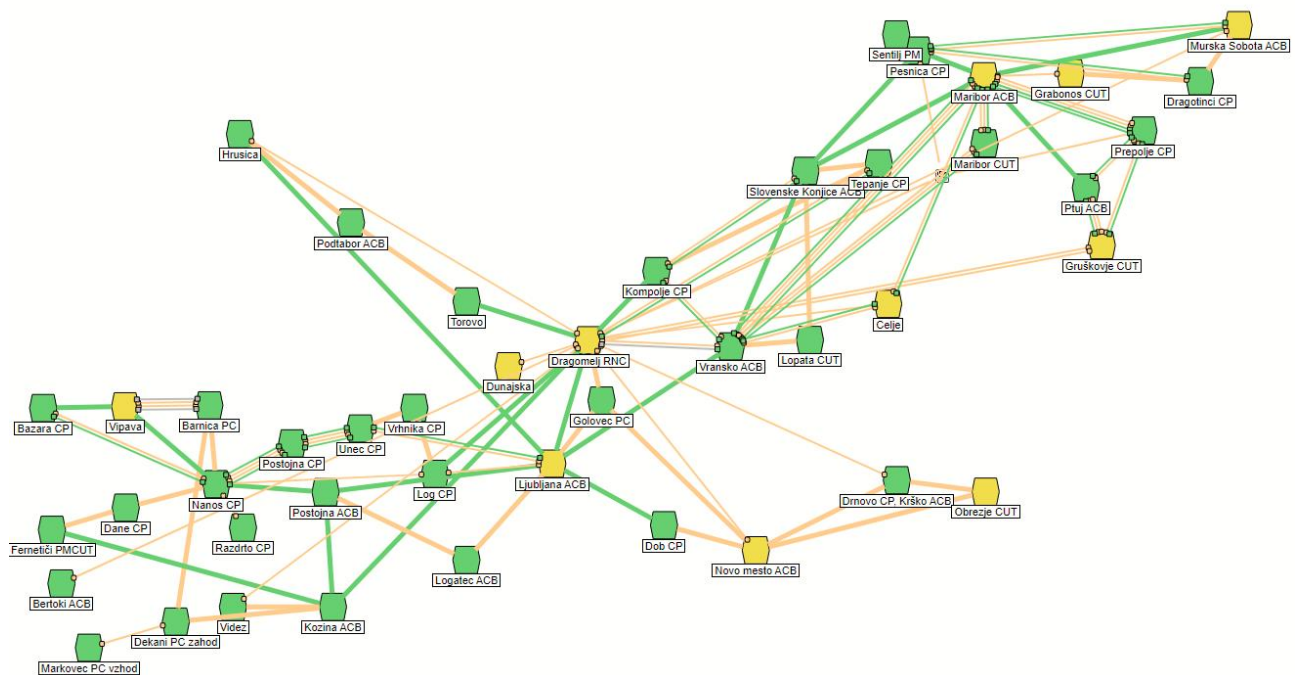 Murska Sobota ACB
Sentilj PM
Pesnica CP
Maribor ACB
Grabonos CUT
Dragotinci CP
Hrusica
Prepolje CP
Maribor CUT
Slovenske Konjice ACB
Tepanje CP
Ptuj ACB
Podtabor ACB
Gruškovje CUT
Kompolje CP
Torovo
Celje
Dragomelj RNC
Vransko ACB
Lopata CUT
Dunajska
Bazara CP
Vipava
Barnica PC
Golovec PC
Vrhnika CP
Unec CP
Postojna CP
Ljubljana ACB
Log CP
Nanos CP
Postojna ACB
Drnovo CP, Krško ACB
Obrezje CUT
Dane CP
Razdrto CP
Fernetiči PMCUT
Dob CP
Novo mesto ACB
Logatec ACB
Bertoki ACB
Dekani PC zahod
Videz
Kozina ACB
Markovec PC vzhod